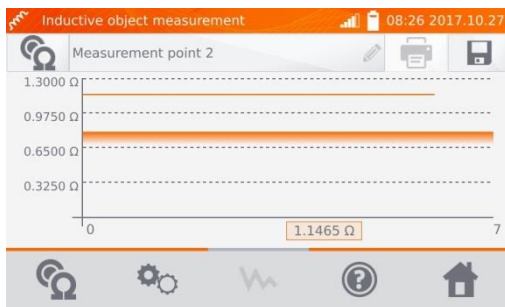 Inductive object measurement 08:26 2017.10.27
Measurement point 2
1.3000 Ω
0.9750 Ω
0.6500 Ω
0.3250 Ω
0 1.1465 Ω 7